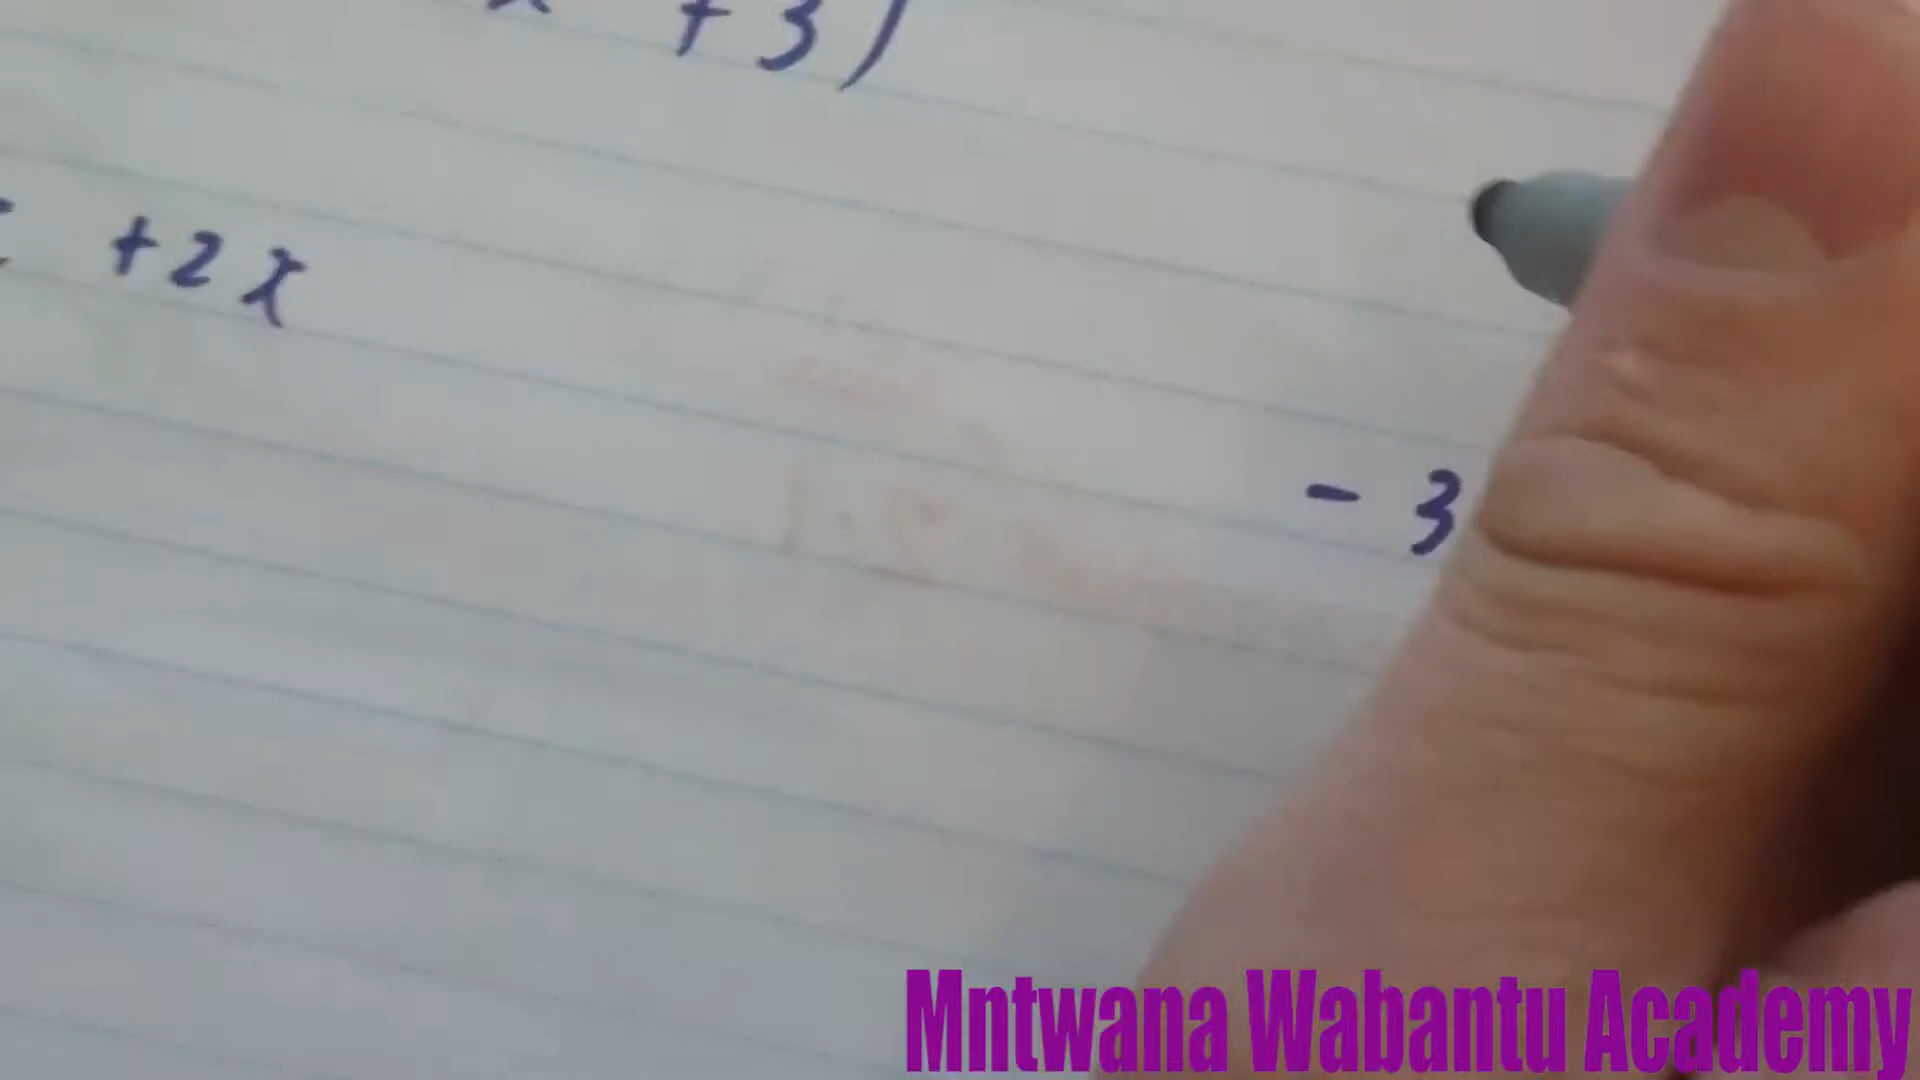 x + 3)
+ 2x
- 3
Mntwana Wabantu Academy